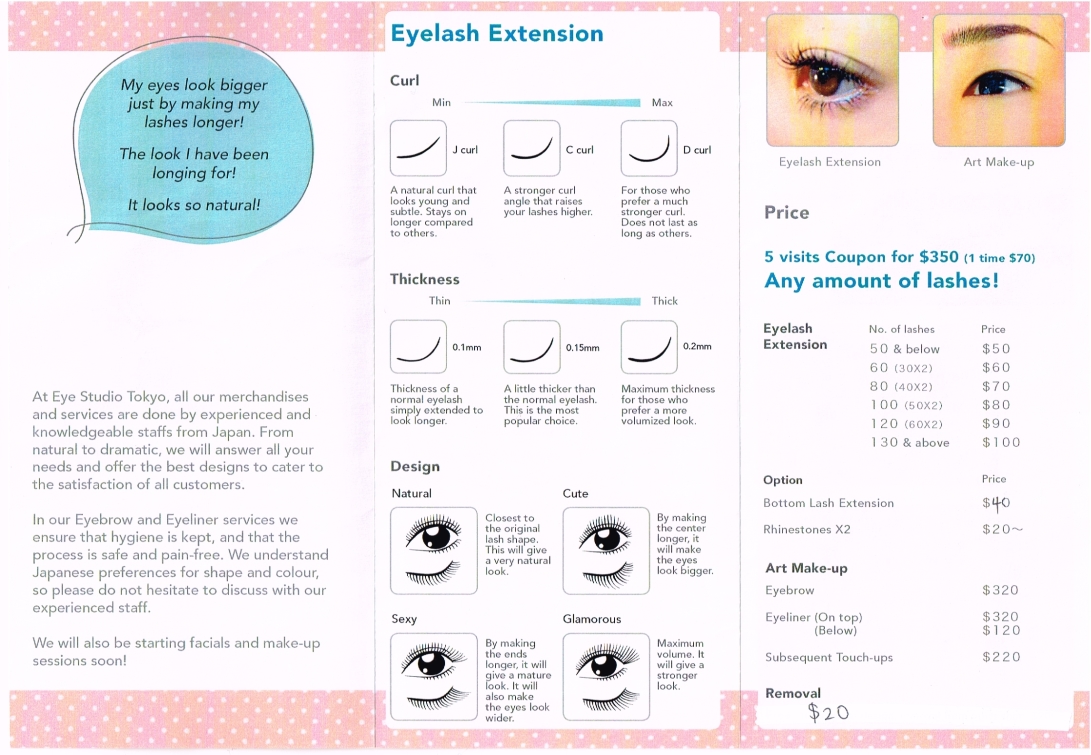 My eyes look bigger
just by making my
lashes longer!
The look I have been
longing for!
It looks so natural!
At Eye Studio Tokyo, all our merchandises
and services are done by experienced and
knowledgeable staffs from Japan. From
natural to dramatic, we will answer all your
needs and offer the best designs to cater to
the satisfaction of all customers.
In our Eyebrow and Eyeliner services we
ensure that hygiene is kept, and that the
process is safe and pain-free. We understand
Japanese preferences for shape and colour,
so please do not hesitate to discuss with our
experienced staff.
We will also be starting facials and make-up
sessions soon!
Eyelash Extension
Curl
Min Max
J curl
A natural curl that
looks young and
subtle. Stays on
longer compared
to others.
C curl
A stronger curl
angle that raises
your lashes higher.
D curl
For those who
prefer a much
stronger curl.
Does not last as
long as others.
Thickness
Thin Thick
0.1mm
Thickness of a
normal eyelash
simply extended to
look longer.
0.15mm
A little thicker than
the normal eyelash.
This is the most
popular choice.
0.2mm
Maximum thickness
for those who
prefer a more
volumized look.
Design
Natural
Closest to
the original
lash shape.
This will give
a very natural
look.
Cute
By making
the center
longer, it
will make
the eyes
look bigger.
Sexy
By making
the ends
longer, it will
give a mature
look. It will
also make
the eyes look
wider.
Glamorous
Maximum
volume. It
will give a
stronger
look.
Eyelash Extension
Art Make-up
Price
5 visits Coupon for $350 (1 time $70)
Any amount of lashes!
Eyelash
Extension
No. of lashes Price
50 & below $50
60 (30X2) $60
80 (40X2) $70
100 (50X2) $80
120 (60X2) $90
130 & above $100
Option Price
Bottom Lash Extension $40
Rhinestones X2 $20~
Art Make-up
Eyebrow $320
Eyeliner (On top) $320
(Below) $120
Subsequent Touch-ups $220
Removal
$20